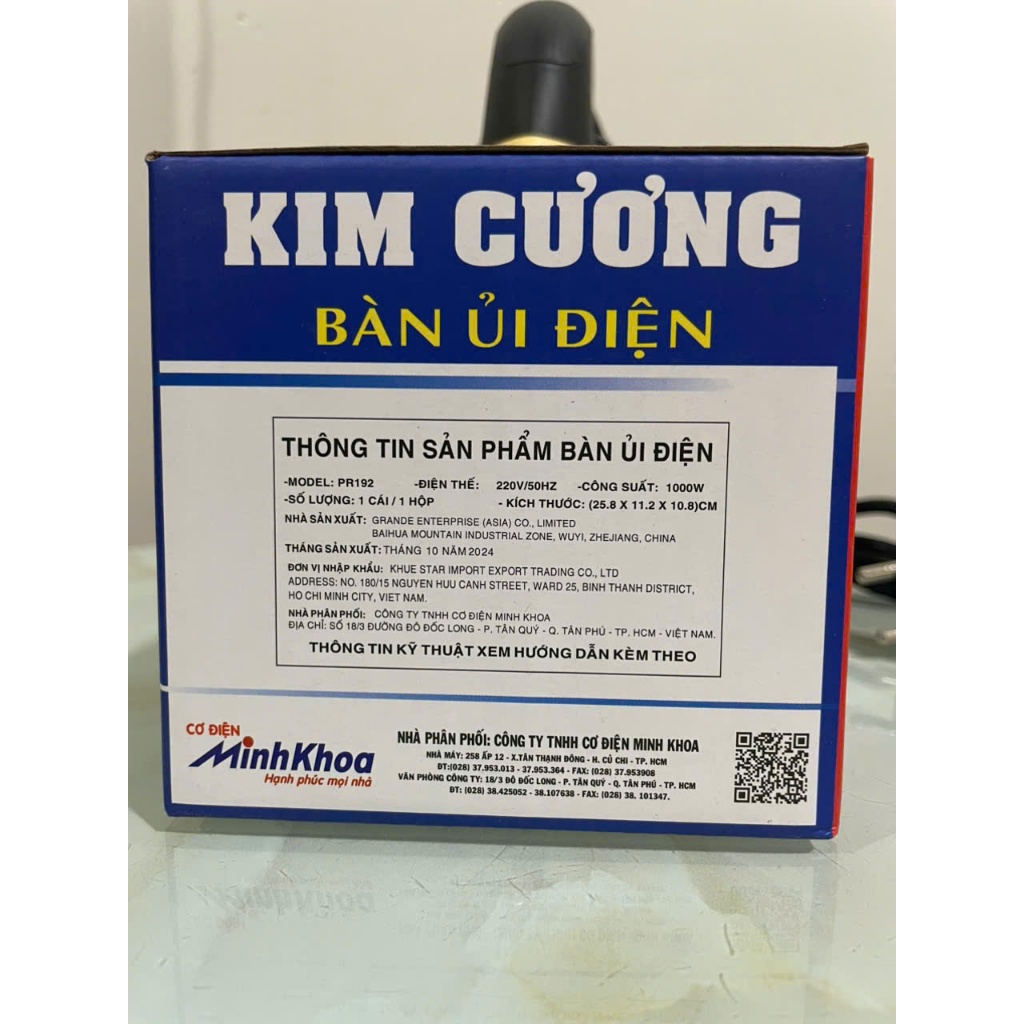 KIM CƯƠNG
BÀN ỦI ĐIỆN
THÔNG TIN SẢN PHẨM BÀN ỦI ĐIỆN
-MODEL: PR192 -ĐIỆN THẾ: 220V/50HZ -CÔNG SUẤT: 1000W
-SỐ LƯỢNG: 1 CÁI / 1 HỘP - KÍCH THƯỚC: (25.8 X 11.2 X 10.8)CM
NHÀ SẢN XUẤT: GRANDE ENTERPRISE (ASIA) CO., LIMITED
BAIHUA MOUNTAIN INDUSTRIAL ZONE, WUYI, ZHEJIANG, CHINA
THÁNG SẢN XUẤT: THÁNG 10 NĂM 2024
ĐƠN VỊ NHẬP KHẨU: KHUE STAR IMPORT EXPORT TRADING CO., LTD
ADDRESS: NO. 180/15 NGUYEN HUU CANH STREET, WARD 25, BINH THANH DISTRICT,
HO CHI MINH CITY, VIET NAM.
NHÀ PHÂN PHỐI: CÔNG TY TNHH CƠ ĐIỆN MINH KHOA
ĐỊA CHỈ: SỐ 18/3 ĐƯỜNG ĐÔ ĐỐC LONG - P. TÂN QUÝ - Q. TÂN PHÚ - TP. HCM - VIỆT NAM.
THÔNG TIN KỸ THUẬT XEM HƯỚNG DẪN KÈM THEO
CƠ ĐIỆN
MinhKhoa
Hạnh phúc mọi nhà
NHÀ PHÂN PHỐI: CÔNG TY TNHH CƠ ĐIỆN MINH KHOA
NHÀ MÁY: 258 ẤP 12 - X.TÂN THẠNH ĐÔNG - H. CỦ CHI - TP. HCM
ĐT:(028) 37.953.013 - 37.953.364 - FAX: (028) 37.953908
VĂN PHÒNG CÔNG TY: 18/3 ĐÔ ĐỐC LONG - P. TÂN QUÝ - Q. TÂN PHÚ - TP. HCM
ĐT: (028) 38.425052 - 38.107638 - FAX: (028) 38. 101347.